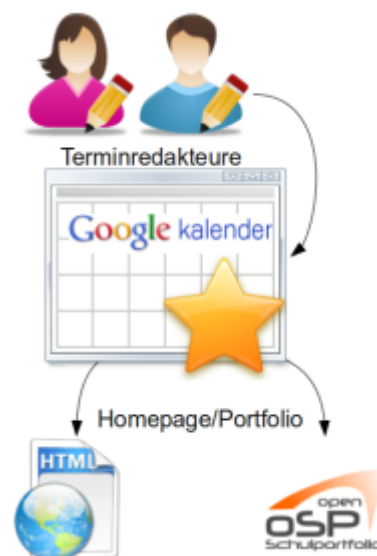 Terminredakteure
Google kalender
Homepage/Portfolio
HTML
open
oSP
Schulportfolio